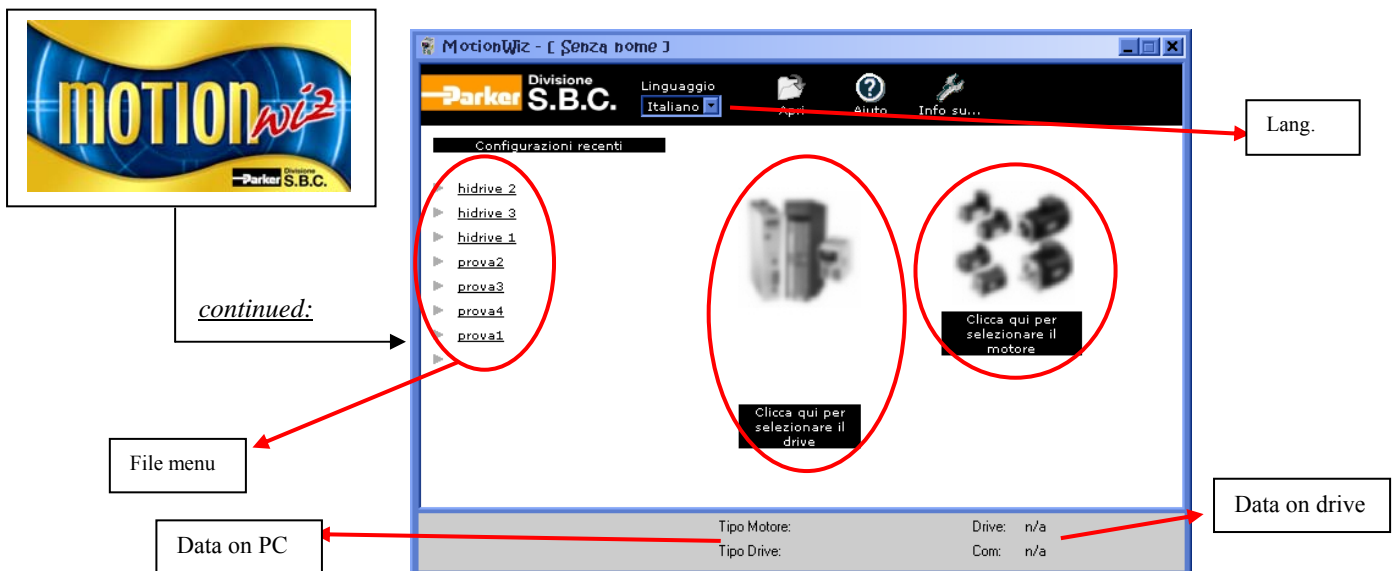 MOTION wiz
Parker Divisione S.B.C.
continued:
MotionWiz - [ Senza nome ]
Parker Divisione S.B.C.
Linguaggio
Italiano
Apri
Aiuto
Info su...
Lang.
Configurazioni recenti
hidrive 2
hidrive 3
hidrive 1
prova2
prova3
prova4
prova1
Clicca qui per
selezionare il
drive
Clicca qui per
selezionare il
motore
File menu
Data on PC
Tipo Motore:
Tipo Drive:
Drive: n/a
Com: n/a
Data on drive